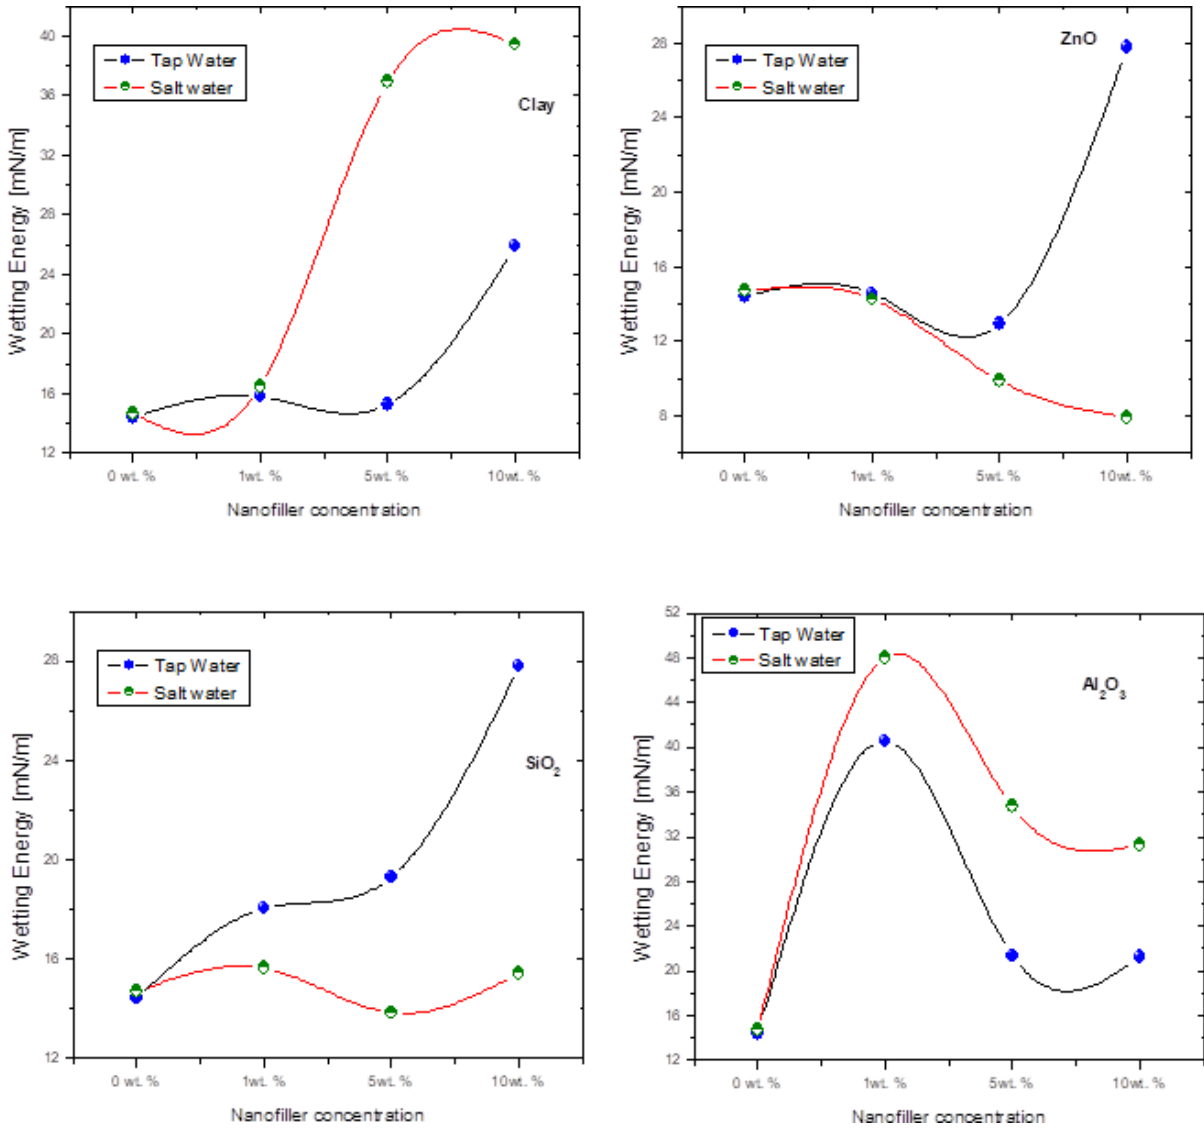 40
36
32
28
24
20
16
12
Wetting Energy [mN/m]
Tap Water
Salt water
Clay
0 wt. % 1wt. % 5wt. % 10wt. %
Nanofiller concentration
28
24
20
16
12
8
Wetting Energy [mN/m]
Tap Water
Salt water
ZnO
0 wt. % 1wt. % 5wt. % 10wt. %
Nanofiller concentration
28
24
20
16
12
Wetting Energy [mN/m]
Tap Water
Salt water
SiO₂
0 wt. % 1wt. % 5wt. % 10wt. %
Nanofiller concentration
52
48
44
40
36
32
28
24
20
16
12
Wetting Energy [mN/m]
Tap Water
Salt water
Al₂O₃
0 wt. % 1wt. % 5wt. % 10wt. %
Nanofiller concentration